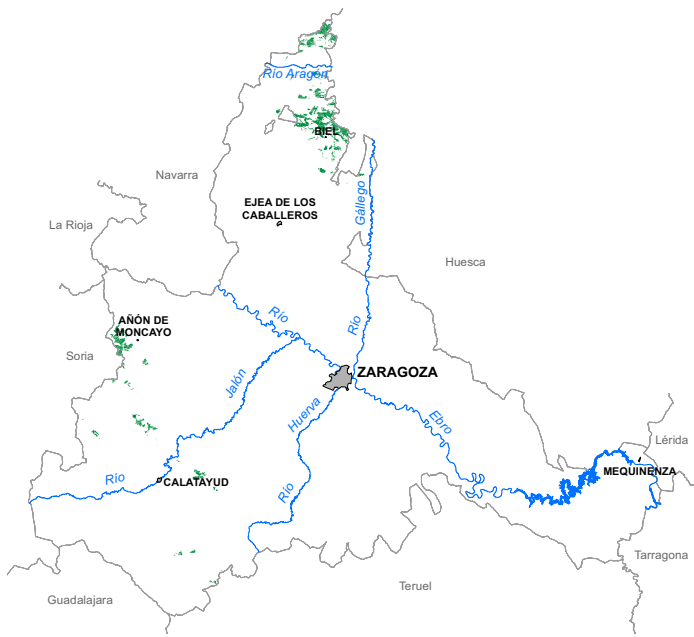 Río Aragón
BIEL
Navarra
EJEA DE LOS
CABALLEROS
Gállego
La Rioja
Huesca
Río
Río
AÑÓN DE
MONCAYO
Soria
ZARAGOZA
Jalón
Huerva
Ebro
Lérida
MEQUINENZA
Río
CALATAYUD
Río
Tarragona
Teruel
Guadalajara